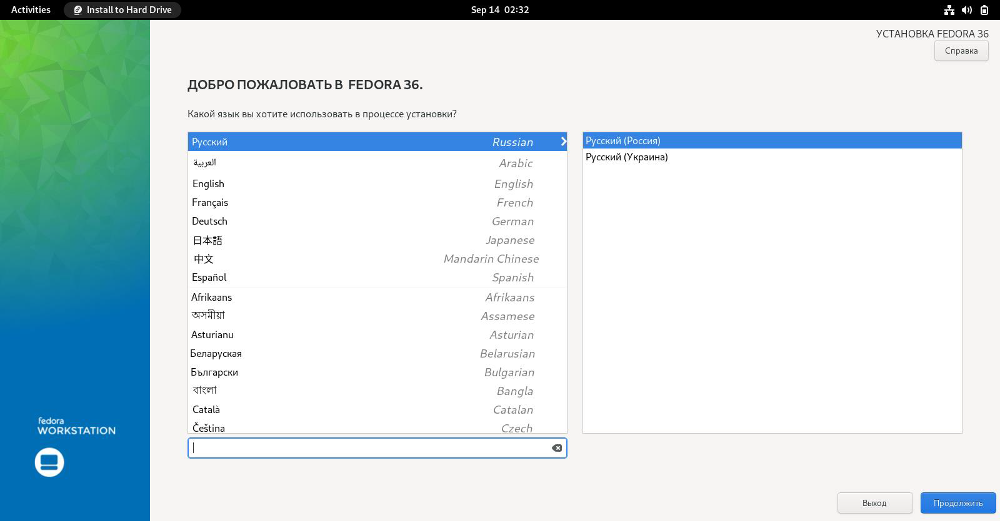 Activities Install to Hard Drive Sep 14 02:32
УСТАНОВКА FEDORA 36
Справка
ДОБРО ПОЖАЛОВАТЬ В FEDORA 36.
Какой язык вы хотите использовать в процессе установки?
Русский Russian
العربية Arabic
English English
Français French
Deutsch German
日本語 Japanese
中文 Mandarin Chinese
Español Spanish
Afrikaans Afrikaans
অসমীয়া Assamese
Asturianu Asturian
Беларуская Belarusian
Български Bulgarian
বাংলা Bangla
Català Catalan
Čeština Czech
Русский (Россия)
Русский (Украина)
fedora
WORKSTATION
Выход Продолжить